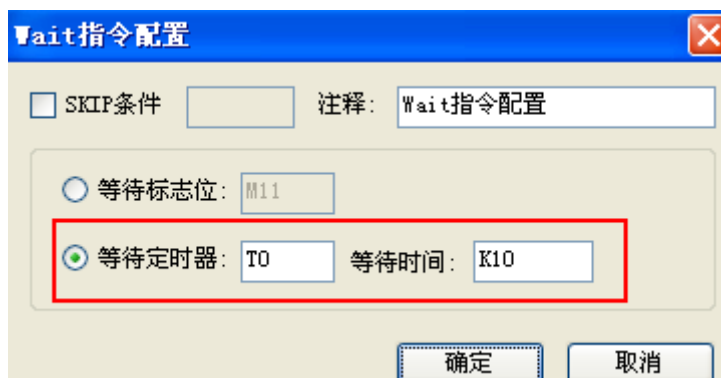 Wait指令配置
SKIP条件 注释: Wait指令配置
等待标志位: M11
等待定时器: T0 等待时间: K10
确定 取消